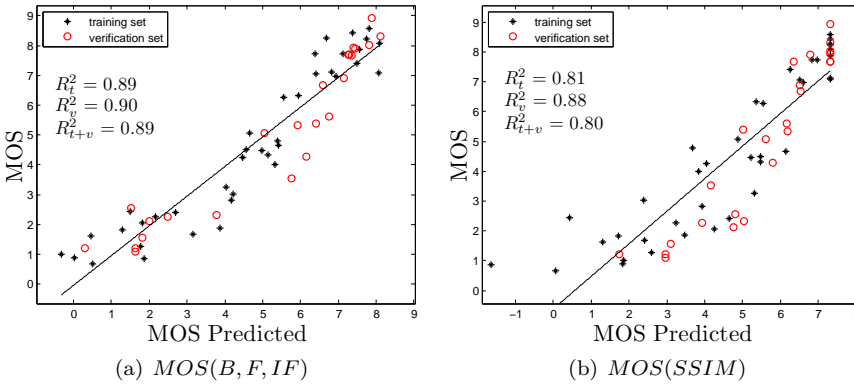 training set
verification set
R_t^2 = 0.89
R_v^2 = 0.90
R_{t+v}^2 = 0.89
MOS
9
8
7
6
5
4
3
2
1
0
0 1 2 3 4 5 6 7 8 9
MOS Predicted
(a) MOS(B, F, IF)
training set
verification set
R_t^2 = 0.81
R_v^2 = 0.88
R_{t+v}^2 = 0.80
MOS
9
8
7
6
5
4
3
2
1
0
−1 0 1 2 3 4 5 6 7
MOS Predicted
(b) MOS(SSIM)